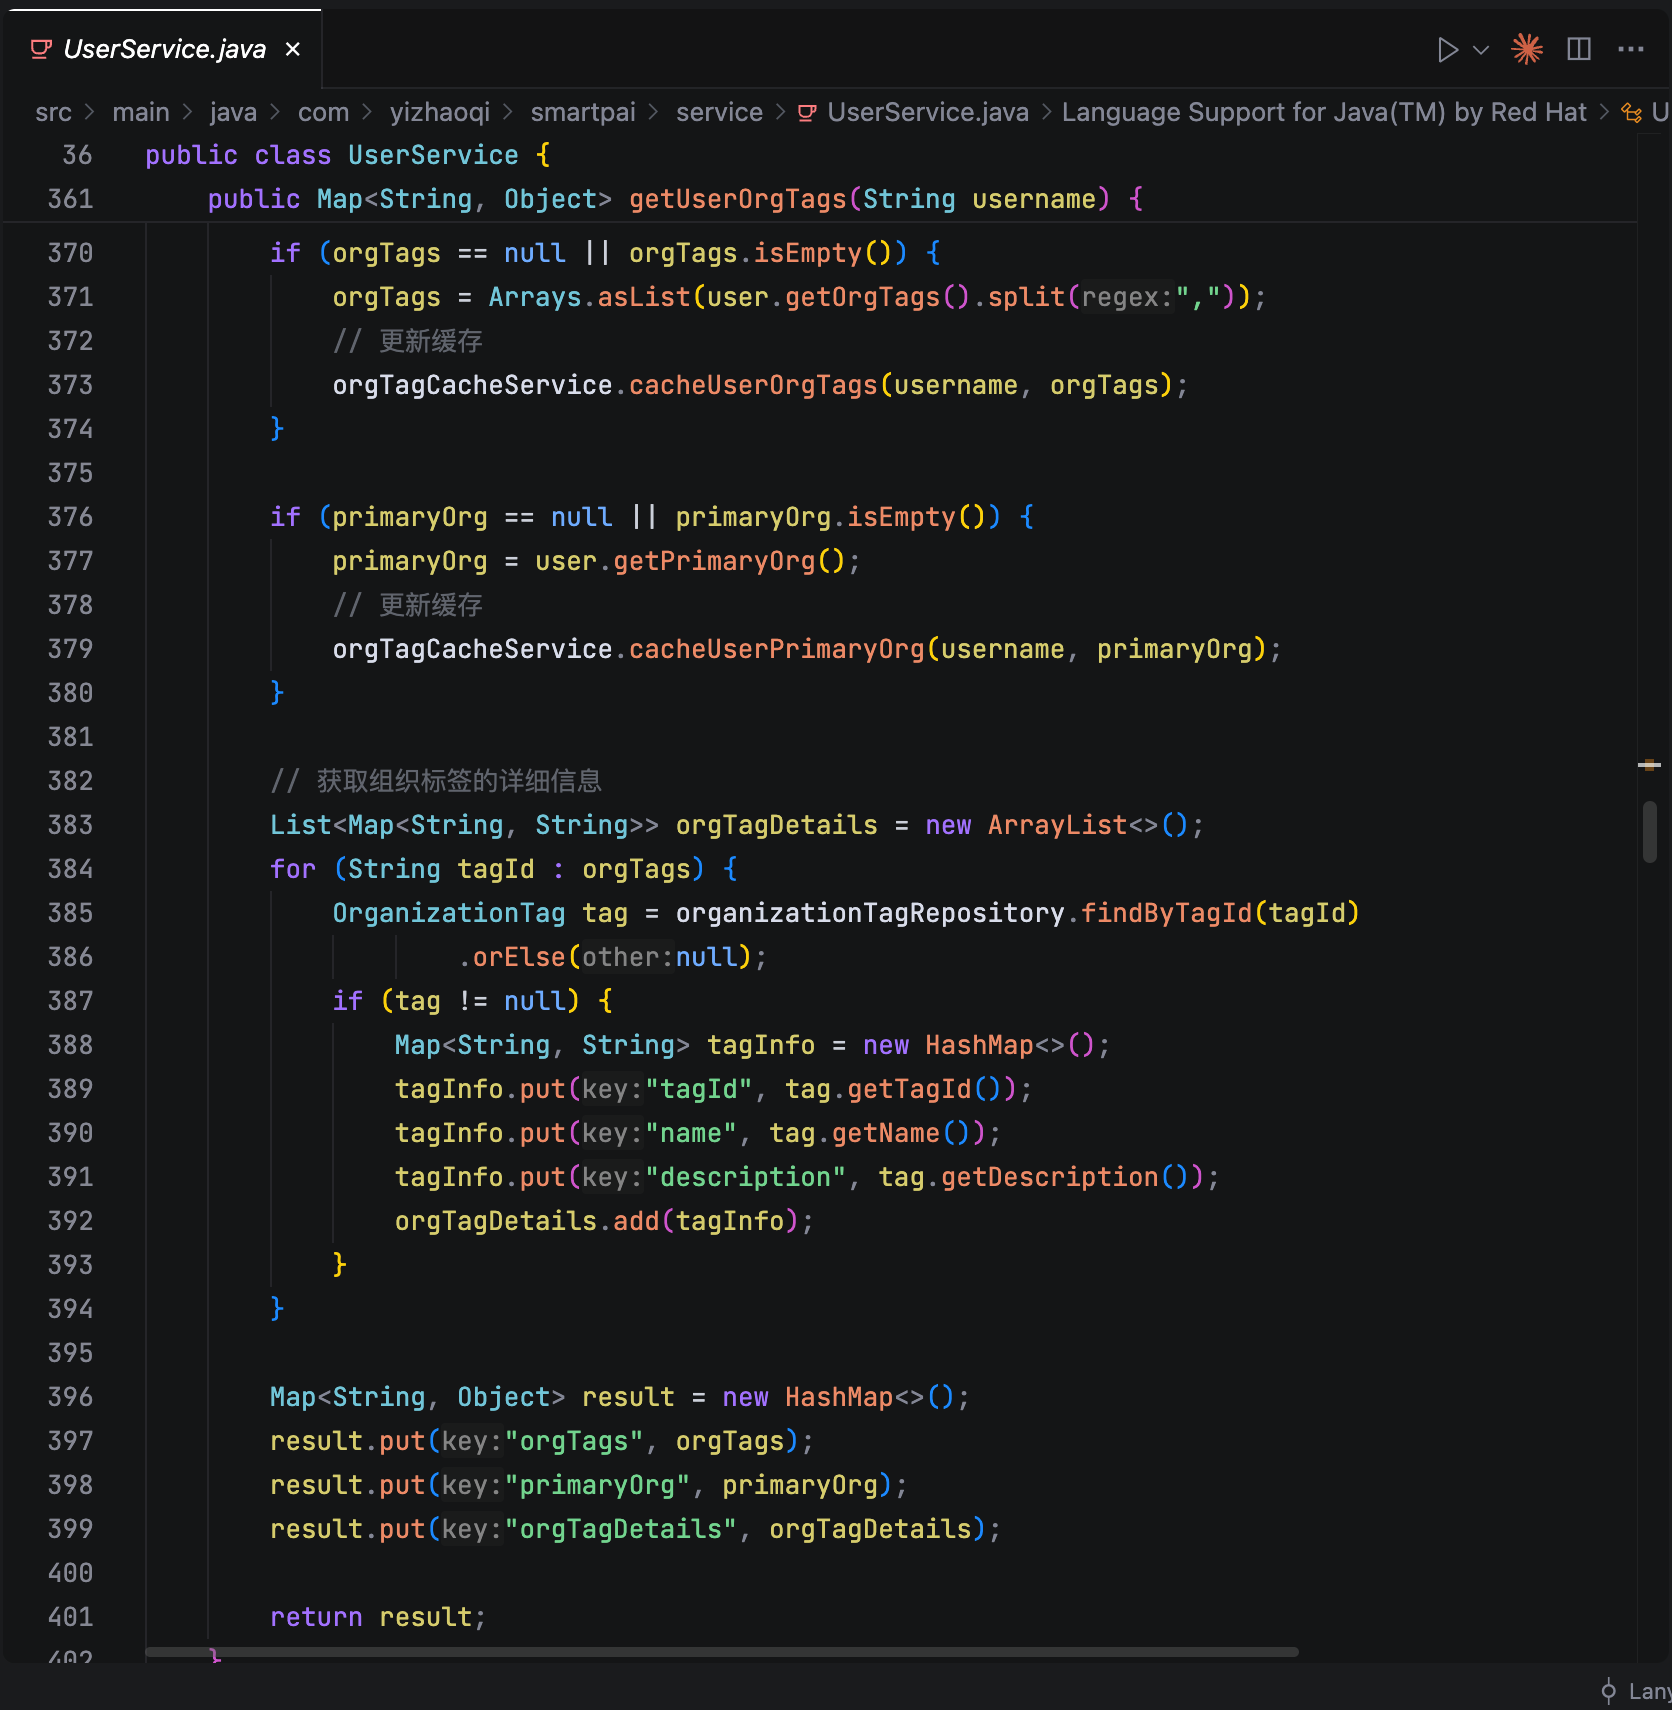 UserService.java ×
src > main > java > com > yizhaoqi > smartpai > service > UserService.java > Language Support for Java(TM) by Red Hat > U
36 public class UserService {
361     public Map<String, Object> getUserOrgTags(String username) {
370         if (orgTags == null || orgTags.isEmpty()) {
371             orgTags = Arrays.asList(user.getOrgTags().split(regex:","));
372             // 更新缓存
373             orgTagCacheService.cacheUserOrgTags(username, orgTags);
374         }
375
376         if (primaryOrg == null || primaryOrg.isEmpty()) {
377             primaryOrg = user.getPrimaryOrg();
378             // 更新缓存
379             orgTagCacheService.cacheUserPrimaryOrg(username, primaryOrg);
380         }
381
382         // 获取组织标签的详细信息
383         List<Map<String, String>> orgTagDetails = new ArrayList<>();
384         for (String tagId : orgTags) {
385             OrganizationTag tag = organizationTagRepository.findByTagId(tagId)
386                     .orElse(other:null);
387             if (tag != null) {
388                 Map<String, String> tagInfo = new HashMap<>();
389                 tagInfo.put(key:"tagId", tag.getTagId());
390                 tagInfo.put(key:"name", tag.getName());
391                 tagInfo.put(key:"description", tag.getDescription());
392                 orgTagDetails.add(tagInfo);
393             }
394         }
395
396         Map<String, Object> result = new HashMap<>();
397         result.put(key:"orgTags", orgTags);
398         result.put(key:"primaryOrg", primaryOrg);
399         result.put(key:"orgTagDetails", orgTagDetails);
400
401         return result;
402     }
Lany